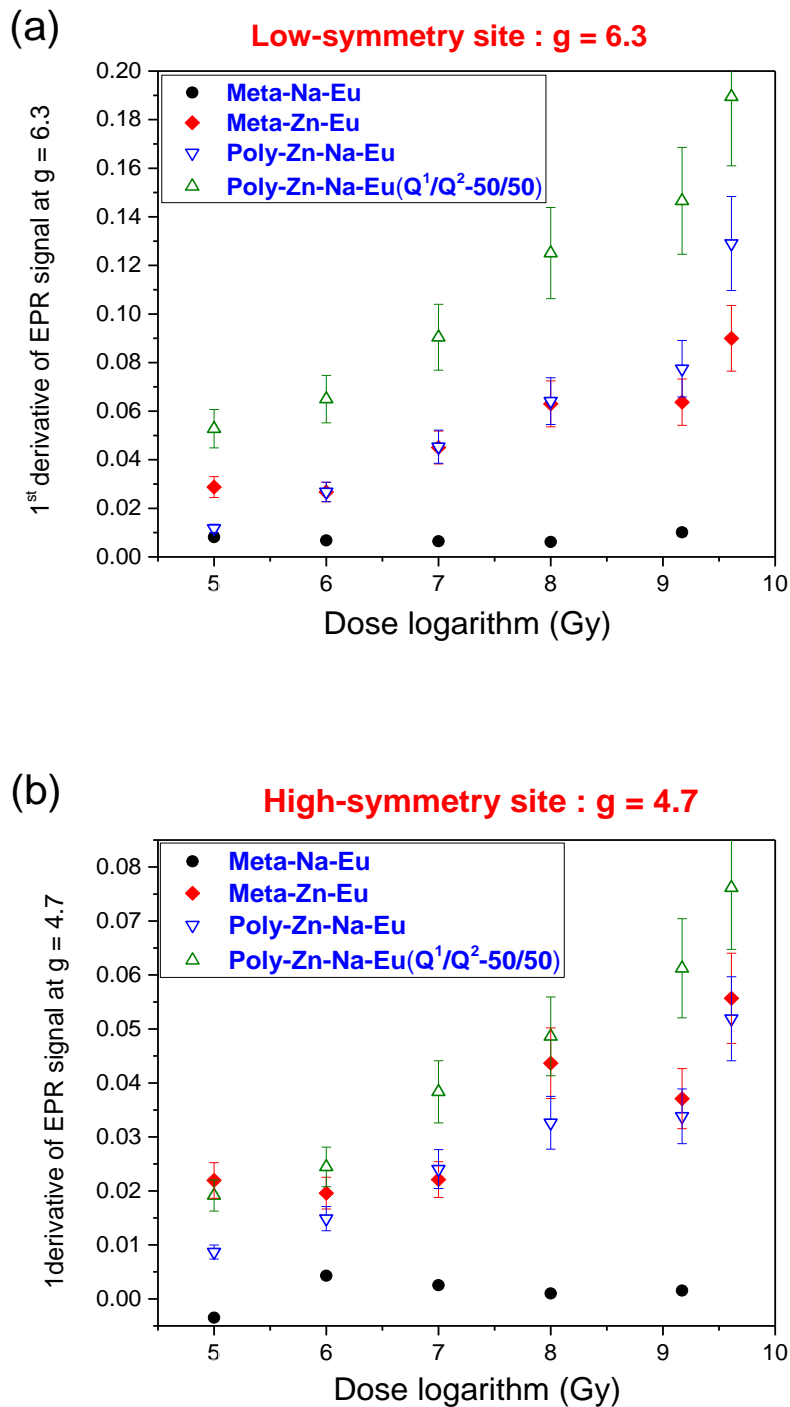 (a)
Low-symmetry site : g = 6.3
Meta-Na-Eu
Meta-Zn-Eu
Poly-Zn-Na-Eu
Poly-Zn-Na-Eu(Q¹/Q²-50/50)
1st derivative of EPR signal at g = 6.3
0.20
0.18
0.16
0.14
0.12
0.10
0.08
0.06
0.04
0.02
0.00
5 6 7 8 9 10
Dose logarithm (Gy)
(b)
High-symmetry site : g = 4.7
Meta-Na-Eu
Meta-Zn-Eu
Poly-Zn-Na-Eu
Poly-Zn-Na-Eu(Q¹/Q²-50/50)
1derivative of EPR signal at g = 4.7
0.08
0.07
0.06
0.05
0.04
0.03
0.02
0.01
0.00
5 6 7 8 9 10
Dose logarithm (Gy)